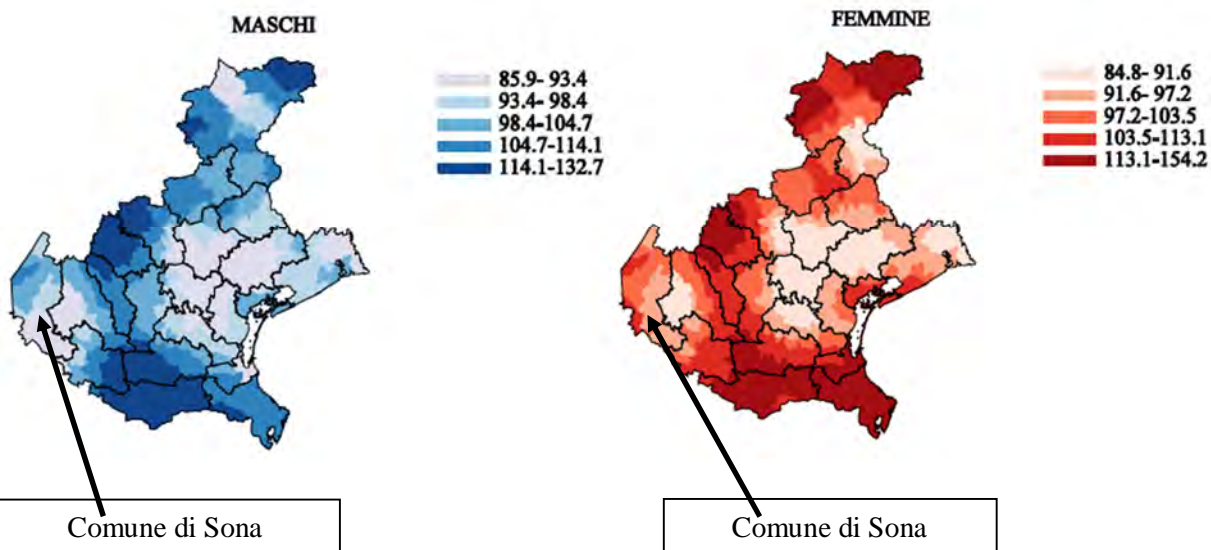 MASCHI
85.9- 93.4
93.4- 98.4
98.4-104.7
104.7-114.1
114.1-132.7
Comune di Sona
FEMMINE
84.8- 91.6
91.6- 97.2
97.2-103.5
103.5-113.1
113.1-154.2
Comune di Sona